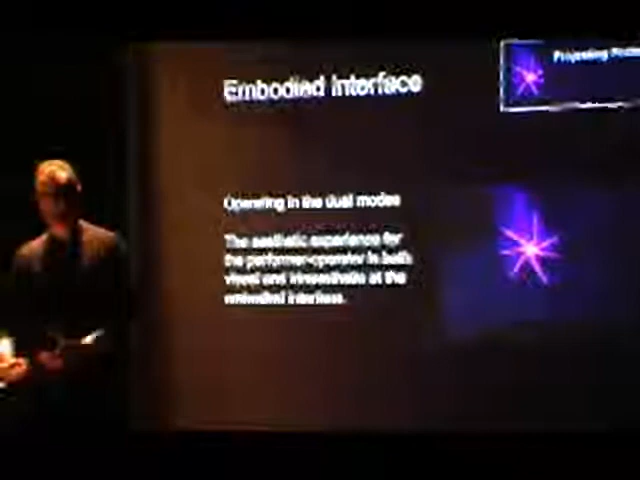 Embodied Interface
Projecting
Operating in the dual modes
The aesthetic experience for
the performer-operator is both
visual and kinaesthetic at the
embodied interface.